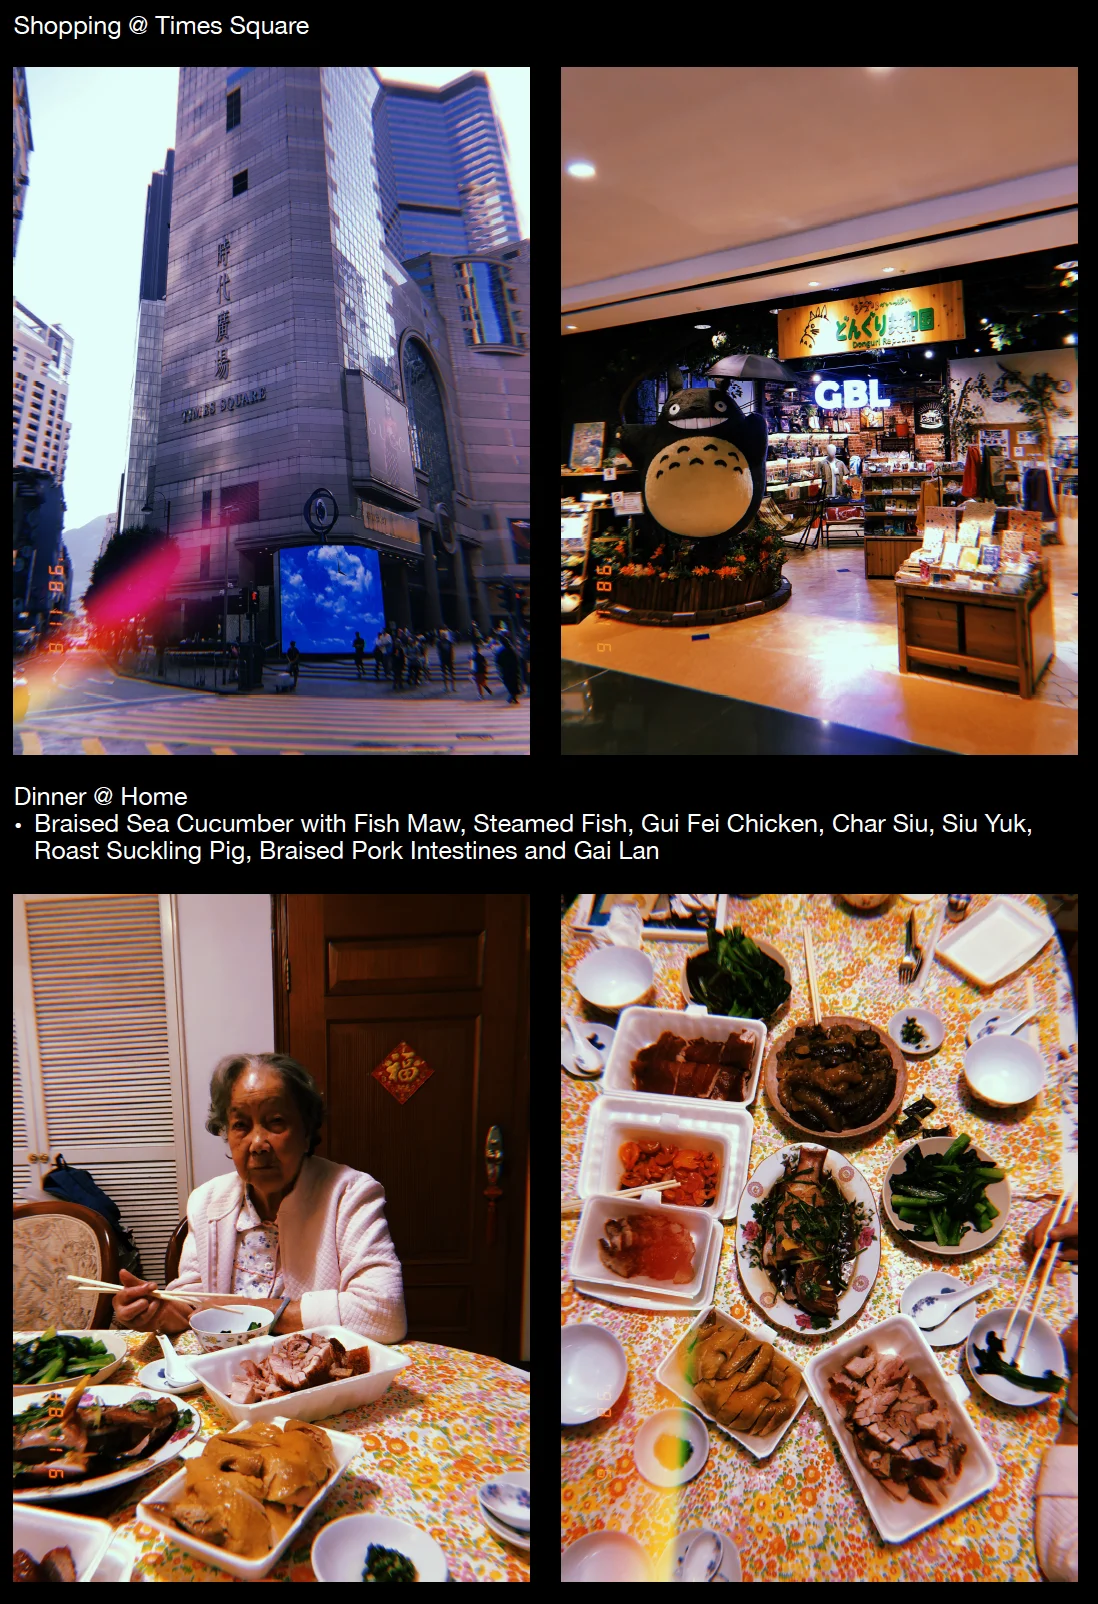 Shopping @ Times Square
時代廣場
TIMES SQUARE
どんぐり共和国
Donguri Republic
GBL
Dinner @ Home
• Braised Sea Cucumber with Fish Maw, Steamed Fish, Gui Fei Chicken, Char Siu, Siu Yuk,
Roast Suckling Pig, Braised Pork Intestines and Gai Lan
福